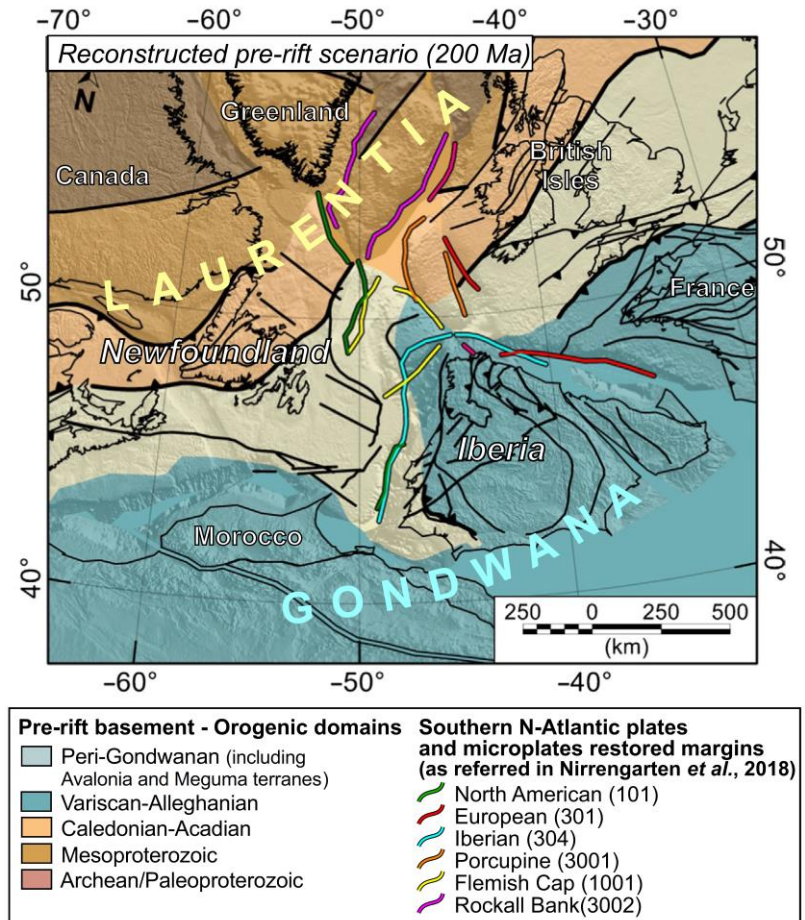 −70° −60° −50° −40° −30°
Reconstructed pre-rift scenario (200 Ma)
N
Greenland
Canada
British
Isles
LAURENTIA
50°
50°
France
Newfoundland
Iberia
Morocco
GONDWANA
40°
40°
250 0 250 500
(km)
−60° −50° −40°
Pre-rift basement - Orogenic domains
Peri-Gondwanan (including
Avalonia and Meguma terranes)
Variscan-Alleghanian
Caledonian-Acadian
Mesoproterozoic
Archean/Paleoproterozoic
Southern N-Atlantic plates
and microplates restored margins
(as referred in Nirrengarten et al., 2018)
North American (101)
European (301)
Iberian (304)
Porcupine (3001)
Flemish Cap (1001)
Rockall Bank(3002)